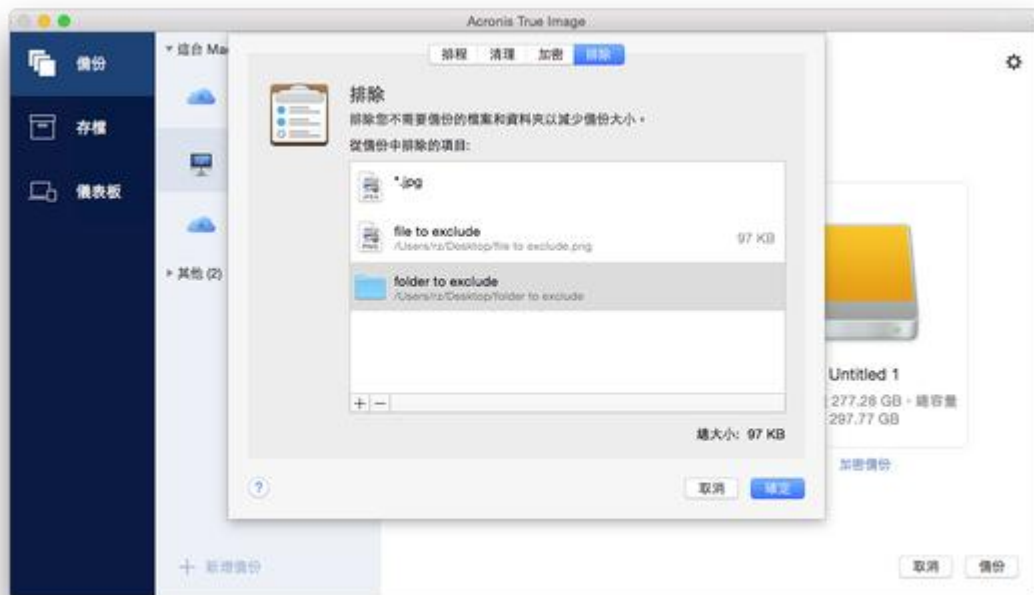 Acronis True Image
備份
存檔
儀表板
這台 Mac
其他 (2)
新增備份
排程
清理
加密
排除
排除
排除您不需要備份的檔案和資料夾以減少備份大小。
從備份中排除的項目:
*.jpg
JPEG
file to exclude
/Users/rz/Desktop/file to exclude.png
97 KB
PNG
folder to exclude
/Users/rz/Desktop/folder to exclude
+ −
總大小: 97 KB
?
取消
確定
Untitled 1
277.28 GB,總容量
297.77 GB
加密備份
取消
備份